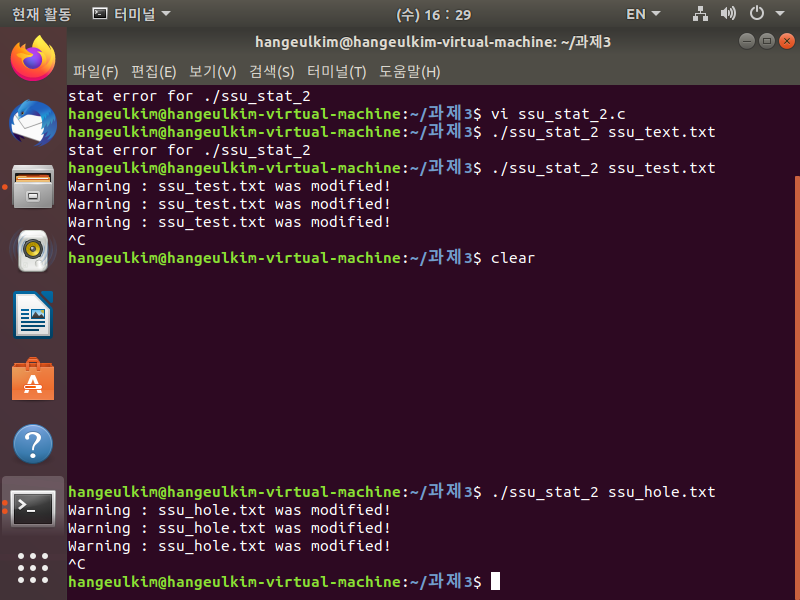 현재 활동 터미널 (수) 16 : 29 EN
hangeulkim@hangeulkim-virtual-machine: ~/과제3
파일(F) 편집(E) 보기(V) 검색(S) 터미널(T) 도움말(H)
stat error for ./ssu_stat_2
hangeulkim@hangeulkim-virtual-machine:~/과제3$ vi ssu_stat_2.c
hangeulkim@hangeulkim-virtual-machine:~/과제3$ ./ssu_stat_2 ssu_text.txt
stat error for ./ssu_stat_2
hangeulkim@hangeulkim-virtual-machine:~/과제3$ ./ssu_stat_2 ssu_test.txt
Warning : ssu_test.txt was modified!
Warning : ssu_test.txt was modified!
Warning : ssu_test.txt was modified!
^C
hangeulkim@hangeulkim-virtual-machine:~/과제3$ clear
hangeulkim@hangeulkim-virtual-machine:~/과제3$ ./ssu_stat_2 ssu_hole.txt
Warning : ssu_hole.txt was modified!
Warning : ssu_hole.txt was modified!
Warning : ssu_hole.txt was modified!
^C
hangeulkim@hangeulkim-virtual-machine:~/과제3$